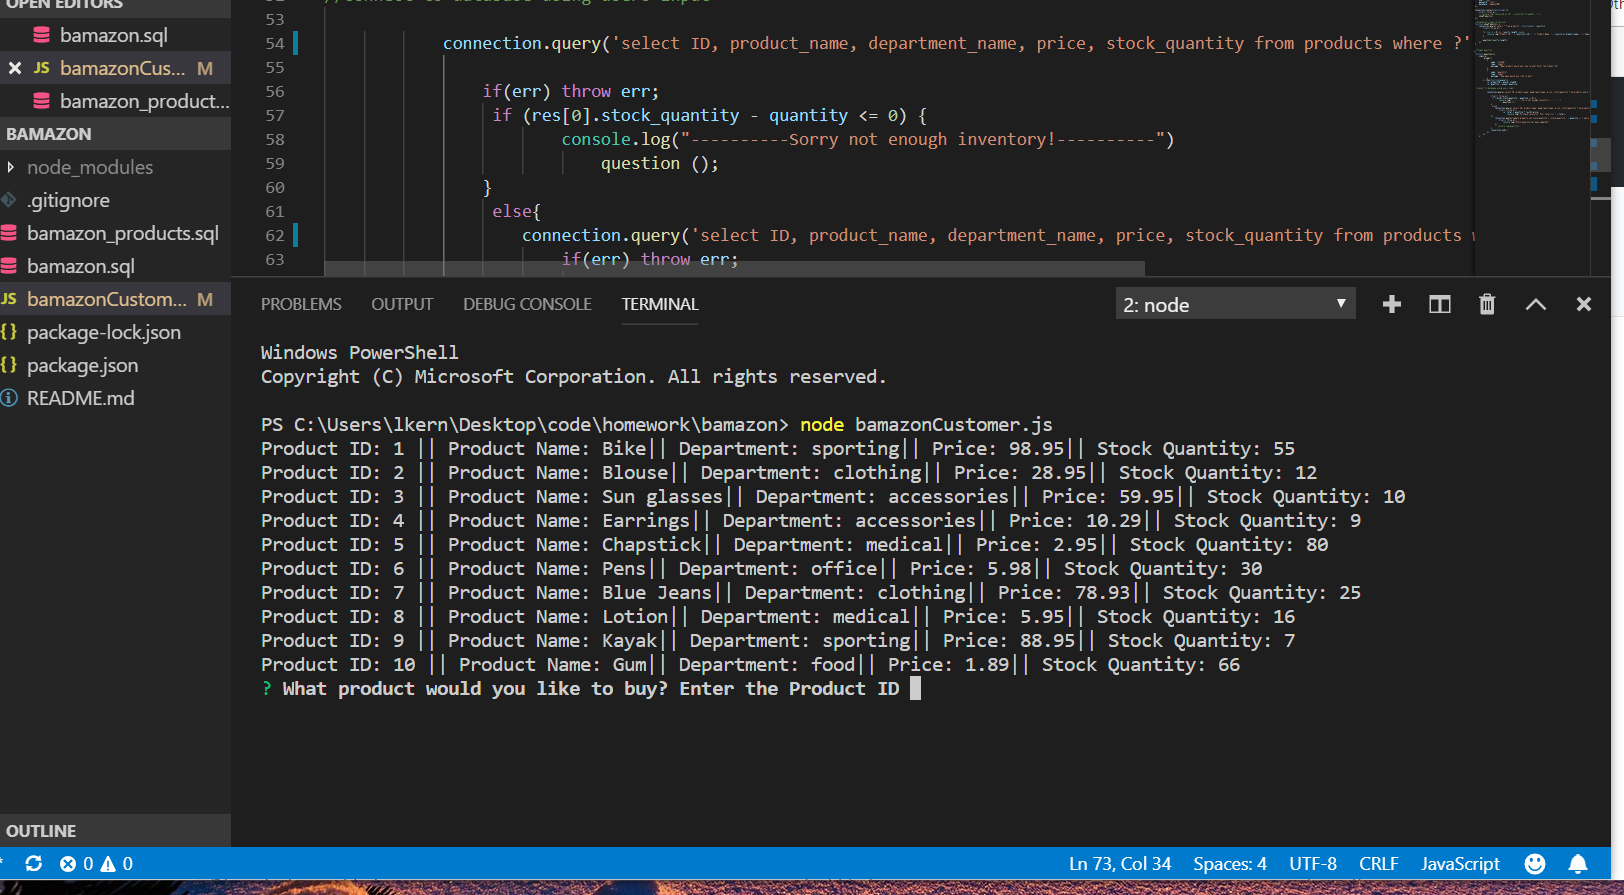 OPEN EDITORS
bamazon.sql
JS bamazonCus... M
bamazon_product...
BAMAZON
node_modules
.gitignore
bamazon_products.sql
bamazon.sql
JS bamazonCustom... M
{} package-lock.json
{} package.json
README.md
OUTLINE
53
54 connection.query('select ID, product_name, department_name, price, stock_quantity from products where ?'
55
56 if(err) throw err;
57 if (res[0].stock_quantity - quantity <= 0) {
58 console.log("----------Sorry not enough inventory!----------")
59 question ();
60 }
61 else{
62 connection.query('select ID, product_name, department_name, price, stock_quantity from products
63 if(err) throw err;
PROBLEMS OUTPUT DEBUG CONSOLE TERMINAL 2: node
Windows PowerShell
Copyright (C) Microsoft Corporation. All rights reserved.
PS C:\Users\lkern\Desktop\code\homework\bamazon> node bamazonCustomer.js
Product ID: 1 || Product Name: Bike|| Department: sporting|| Price: 98.95|| Stock Quantity: 55
Product ID: 2 || Product Name: Blouse|| Department: clothing|| Price: 28.95|| Stock Quantity: 12
Product ID: 3 || Product Name: Sun glasses|| Department: accessories|| Price: 59.95|| Stock Quantity: 10
Product ID: 4 || Product Name: Earrings|| Department: accessories|| Price: 10.29|| Stock Quantity: 9
Product ID: 5 || Product Name: Chapstick|| Department: medical|| Price: 2.95|| Stock Quantity: 80
Product ID: 6 || Product Name: Pens|| Department: office|| Price: 5.98|| Stock Quantity: 30
Product ID: 7 || Product Name: Blue Jeans|| Department: clothing|| Price: 78.93|| Stock Quantity: 25
Product ID: 8 || Product Name: Lotion|| Department: medical|| Price: 5.95|| Stock Quantity: 16
Product ID: 9 || Product Name: Kayak|| Department: sporting|| Price: 88.95|| Stock Quantity: 7
Product ID: 10 || Product Name: Gum|| Department: food|| Price: 1.89|| Stock Quantity: 66
? What product would you like to buy? Enter the Product ID
0 0 Ln 73, Col 34 Spaces: 4 UTF-8 CRLF JavaScript